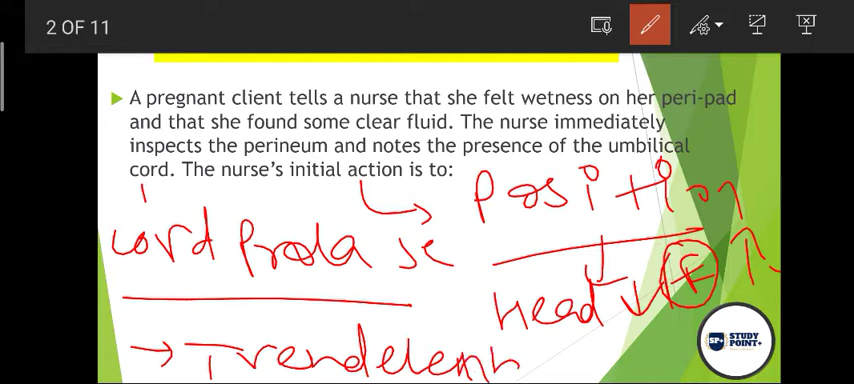 2 OF 11
A pregnant client tells a nurse that she felt wetness on her peri-pad
and that she found some clear fluid. The nurse immediately
inspects the perineum and notes the presence of the umbilical
cord. The nurse's initial action is to:
Position
cord
Head ↓ F ↑
→ Trendelenb
SP+ STUDY
POINT+